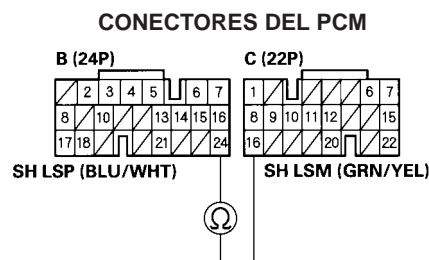 CONECTORES DEL PCM
B (24P) C (22P)
2 3 4 5 6 7 1 6 7
8 10 13 14 15 16 8 9 10 11 12 15
17 18 21 24 16 20 22
SH LSP (BLU/WHT) SH LSM (GRN/YEL)
Ω